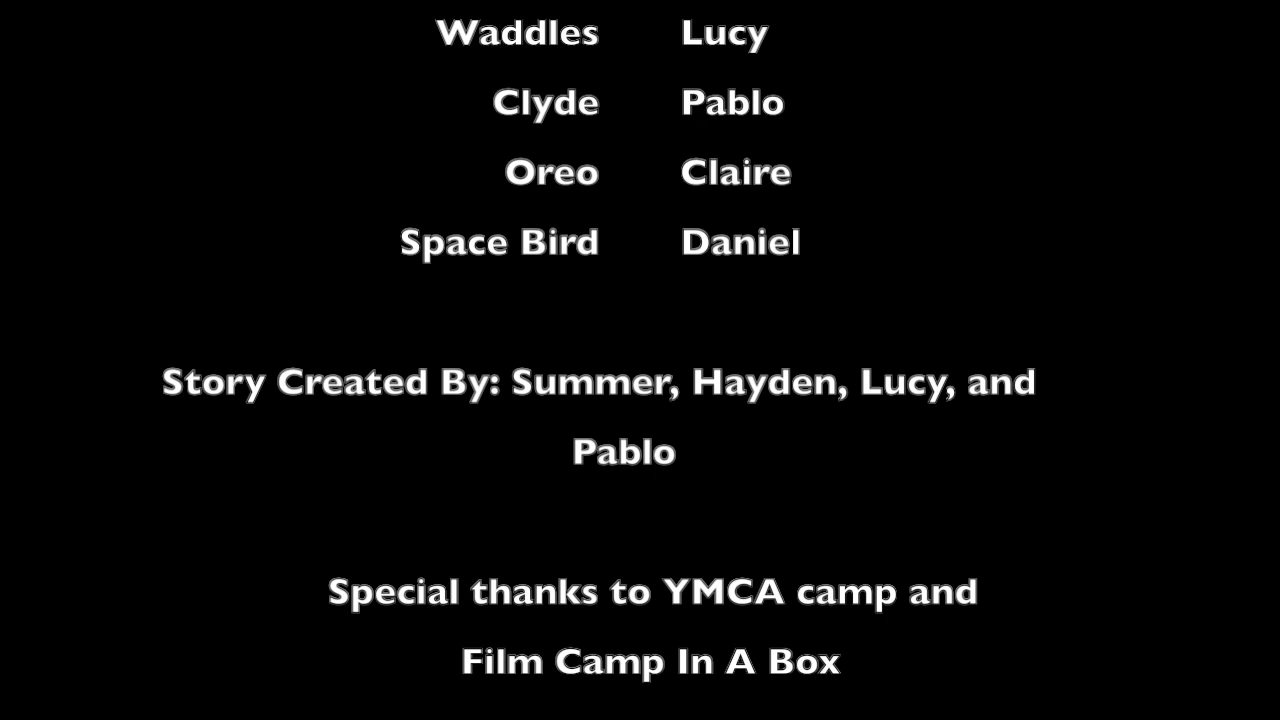 Waddles Lucy
Clyde Pablo
Oreo Claire
Space Bird Daniel
Story Created By: Summer, Hayden, Lucy, and
Pablo
Special thanks to YMCA camp and
Film Camp In A Box